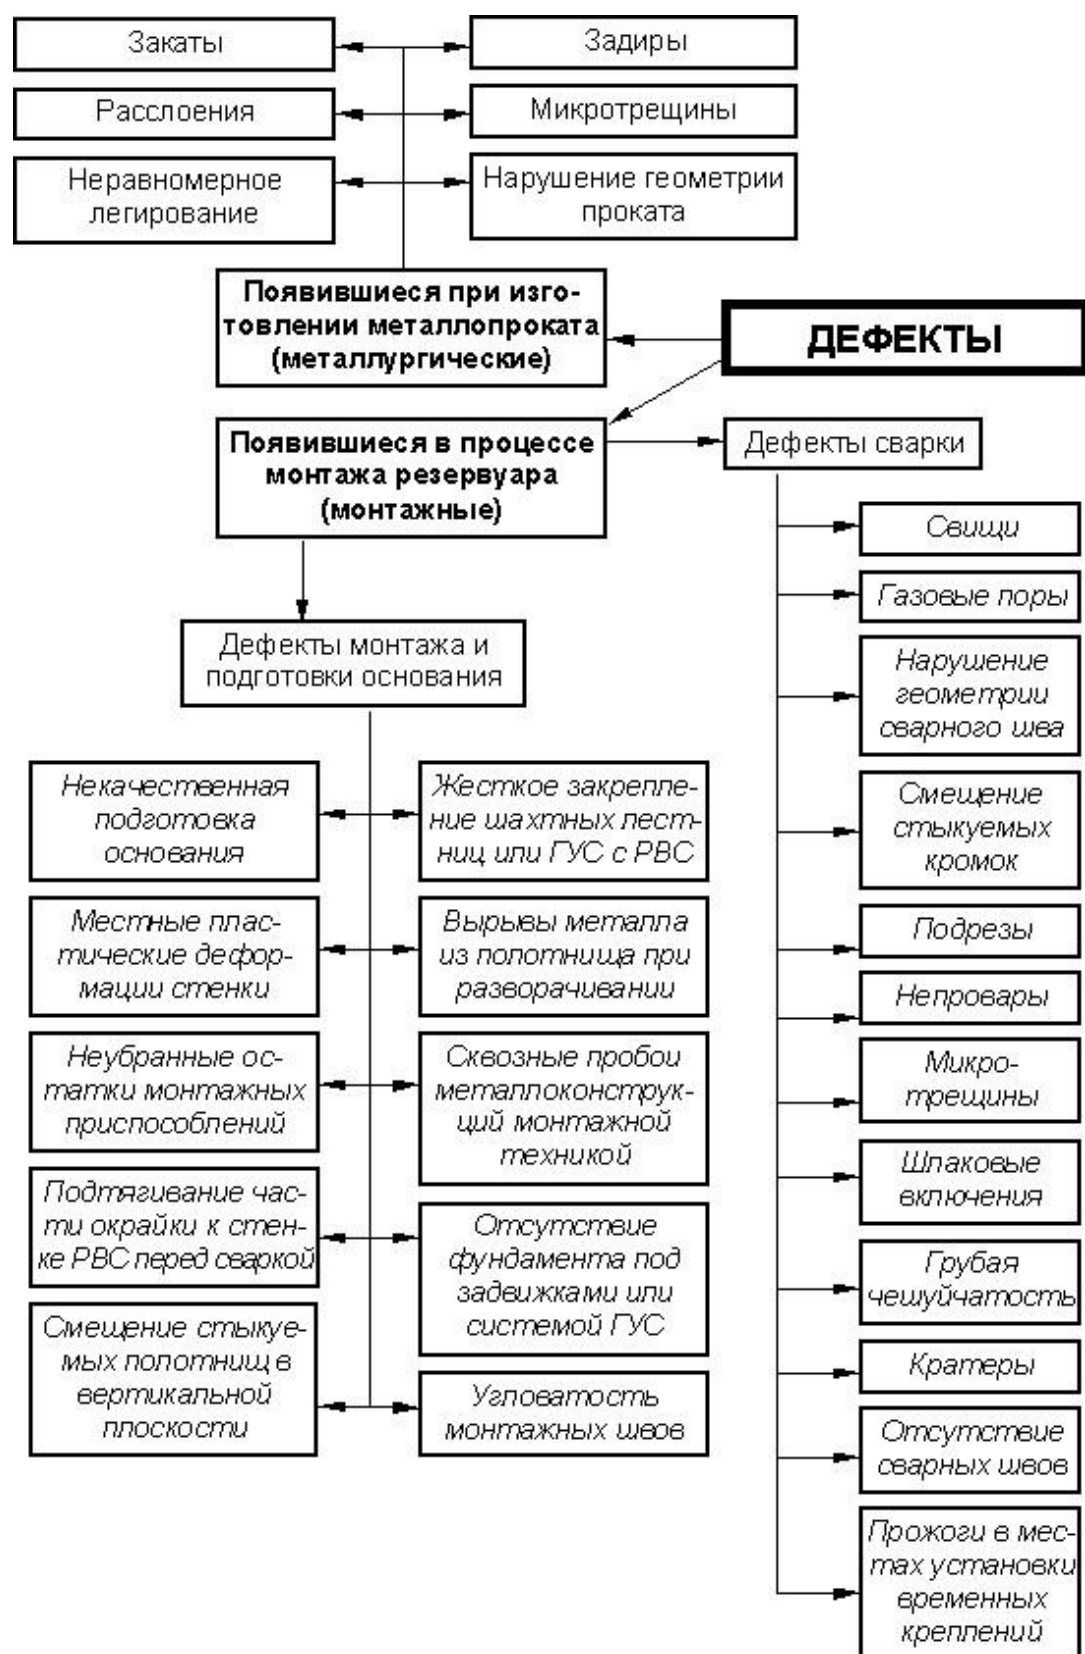 Закаты
Задиры
Расслоения
Микротрещины
Неравномерное
легирование
Нарушение геометрии
проката
Появившиеся при изго-
товлении металлопроката
(металлургические)
ДЕФЕКТЫ
Появившиеся в процессе
монтажа резервуара
(монтажные)
Дефекты сварки
Свищи
Газовые поры
Нарушение
геометрии
сварного шва
Смещение
стыкуемых
кромок
Подрезы
Непровары
Микро-
трещины
Шлаковые
включения
Грубая
чешуйчатость
Кратеры
Отсутствие
сварных швов
Прожоги в мес-
тах установки
временных
креплений
Дефекты монтажа и
подготовки основания
Некачественная
подготовка
основания
Жесткое закрепле-
ние шахтных лест-
ниц или ГУС с РВС
Местные плас-
тические дефор-
мации стенки
Вырывы металла
из полотнища при
разворачивании
Неубранные ос-
татки монтажных
приспособлений
Сквозные пробои
металлоконструк-
ций монтажной
техникой
Подтягивание час-
ти окрайки к стен-
ке РВС перед сваркой
Отсутствие
фундамента под
задвижками или
системой ГУС
Смещение стыкуе-
мых полотнищ в
вертикальной
плоскости
Угловатость
монтажных швов